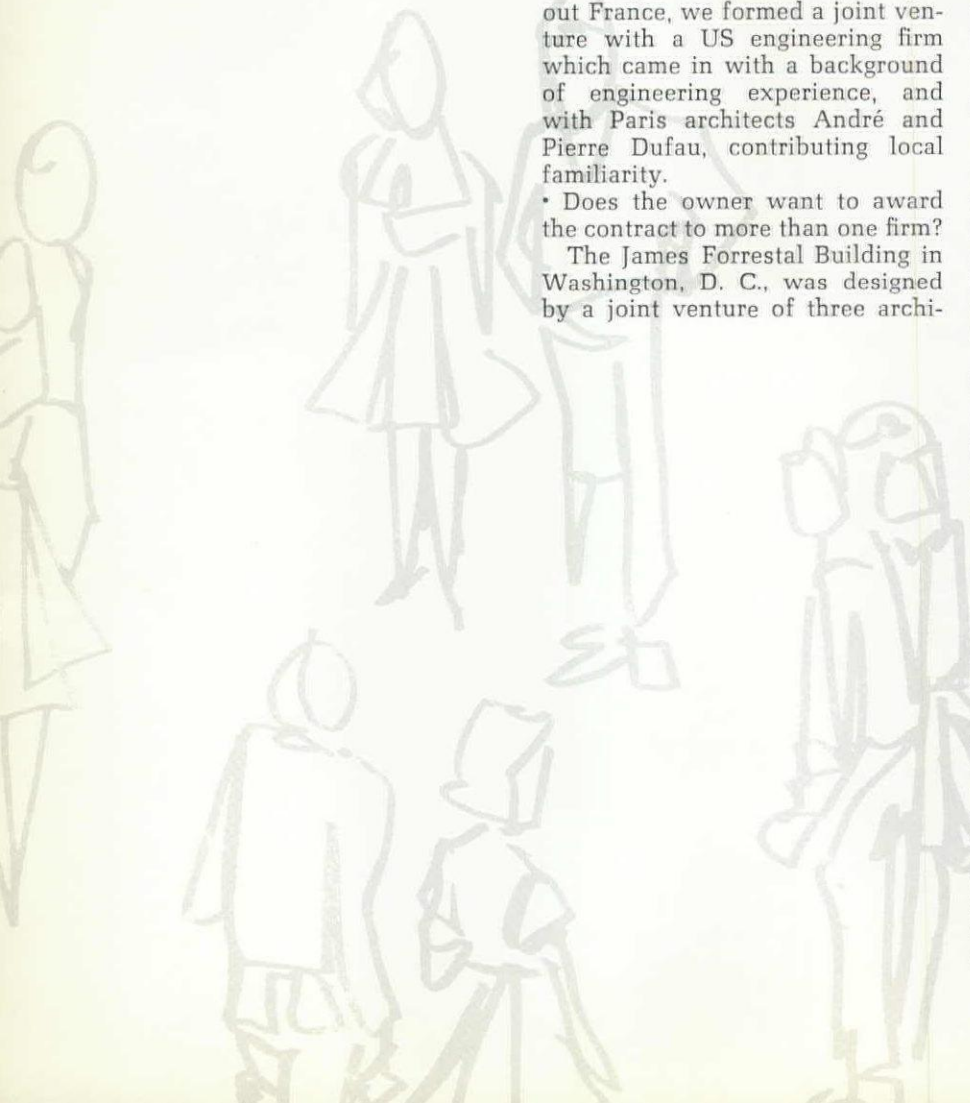 out France, we formed a joint ven-
ture with a US engineering firm
which came in with a background
of engineering experience, and
with Paris architects André and
Pierre Dufau, contributing local
familiarity.
• Does the owner want to award
the contract to more than one firm?
The James Forrestal Building in
Washington, D. C., was designed
by a joint venture of three archi-